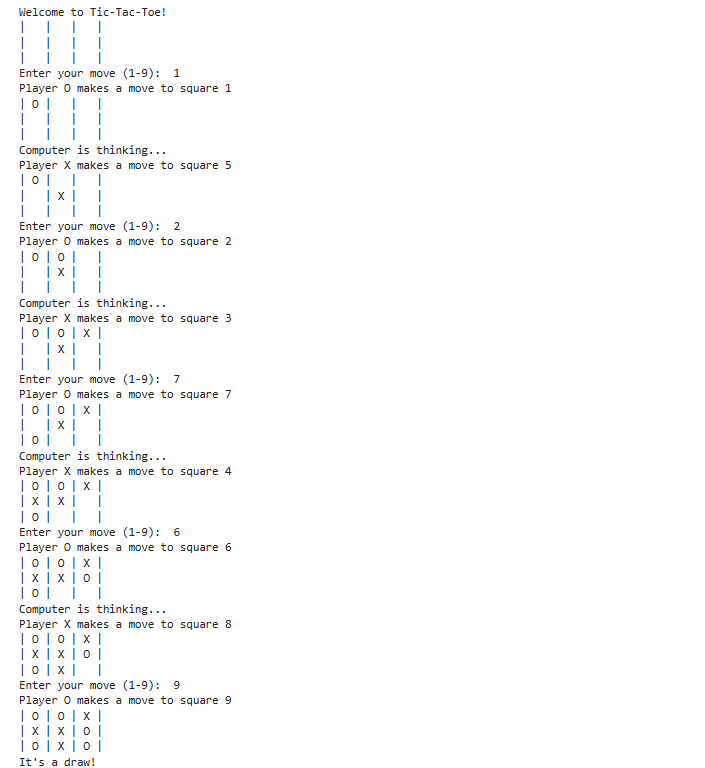 Welcome to Tic-Tac-Toe!
|   |   |   |
|   |   |   |
|   |   |   |
Enter your move (1-9):  1
Player O makes a move to square 1
| O |   |   |
|   |   |   |
|   |   |   |
Computer is thinking...
Player X makes a move to square 5
| O |   |   |
|   | X |   |
|   |   |   |
Enter your move (1-9):  2
Player O makes a move to square 2
| O | O |   |
|   | X |   |
|   |   |   |
Computer is thinking...
Player X makes a move to square 3
| O | O | X |
|   | X |   |
|   |   |   |
Enter your move (1-9):  7
Player O makes a move to square 7
| O | O | X |
|   | X |   |
| O |   |   |
Computer is thinking...
Player X makes a move to square 4
| O | O | X |
| X | X |   |
| O |   |   |
Enter your move (1-9):  6
Player O makes a move to square 6
| O | O | X |
| X | X | O |
| O |   |   |
Computer is thinking...
Player X makes a move to square 8
| O | O | X |
| X | X | O |
| O | X |   |
Enter your move (1-9):  9
Player O makes a move to square 9
| O | O | X |
| X | X | O |
| O | X | O |
It's a draw!